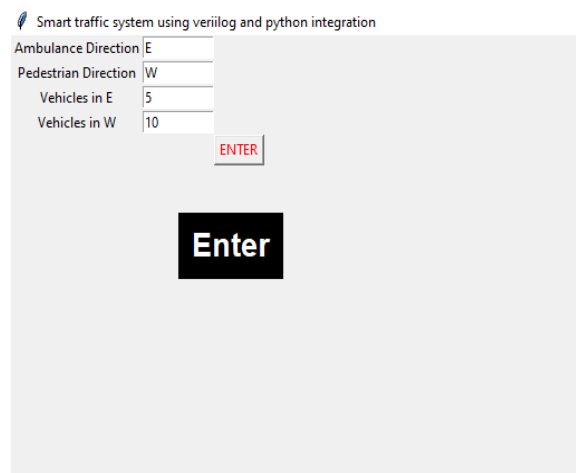 Smart traffic system using veriilog and python integration
Ambulance Direction E
Pedestrian Direction W
Vehicles in E 5
Vehicles in W 10
ENTER
Enter